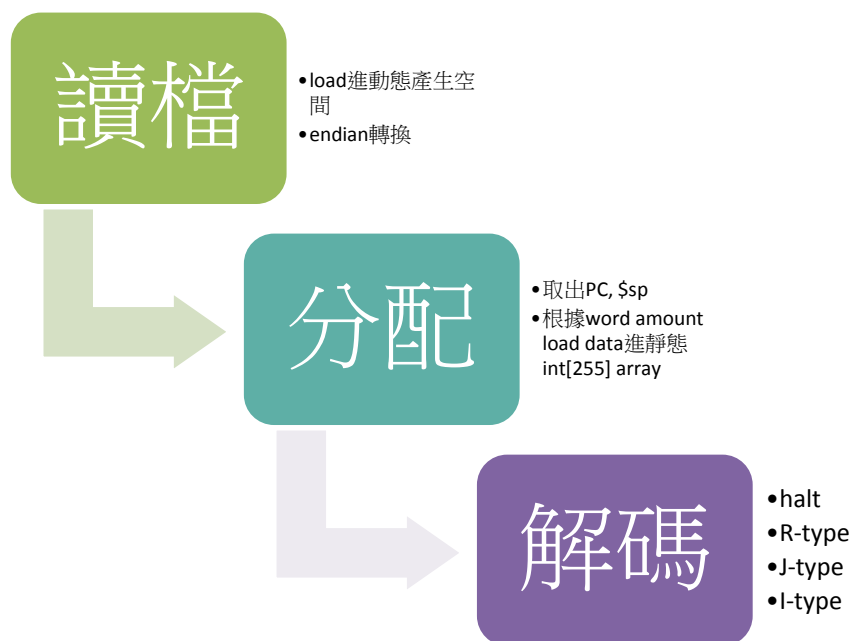 讀檔
•load進動態產生空
間
•endian轉換
分配
•取出PC, $sp
•根據word amount
load data進靜態
int[255] array
解碼
•halt
•R-type
•J-type
•I-type